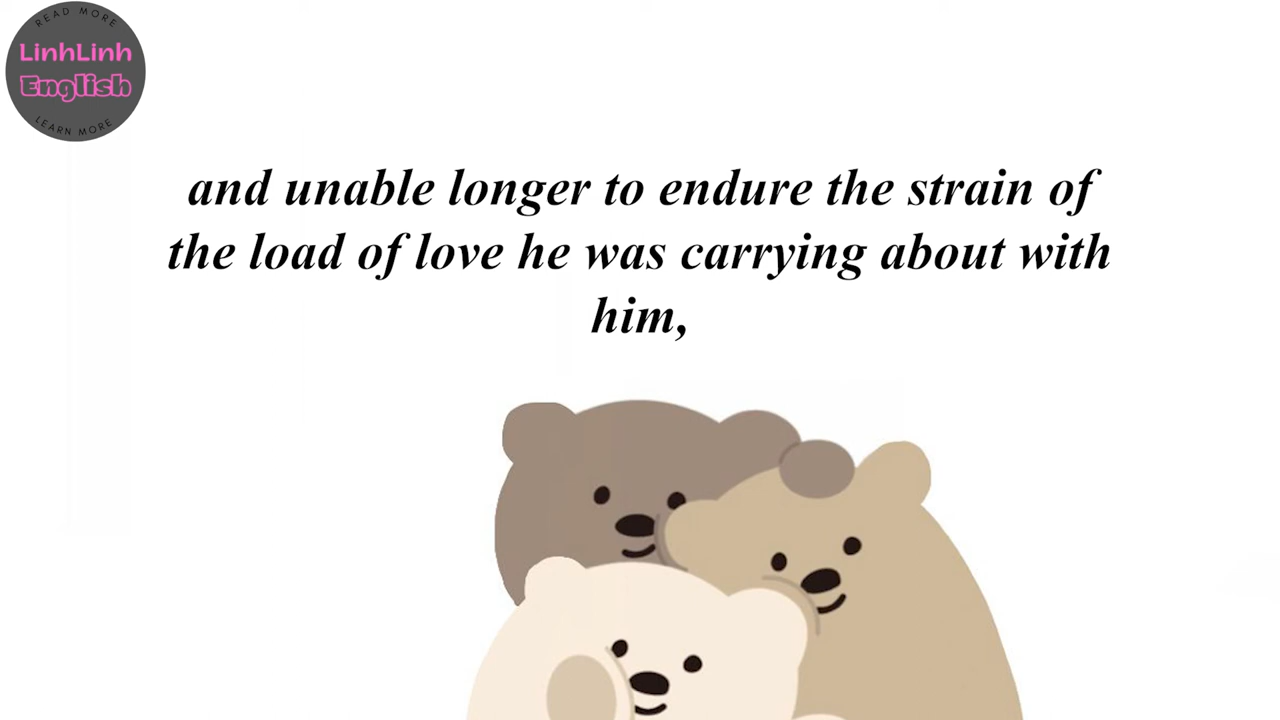 READ MORE
LinhLinh
English
LEARN MORE
and unable longer to endure the strain of
the load of love he was carrying about with
him,